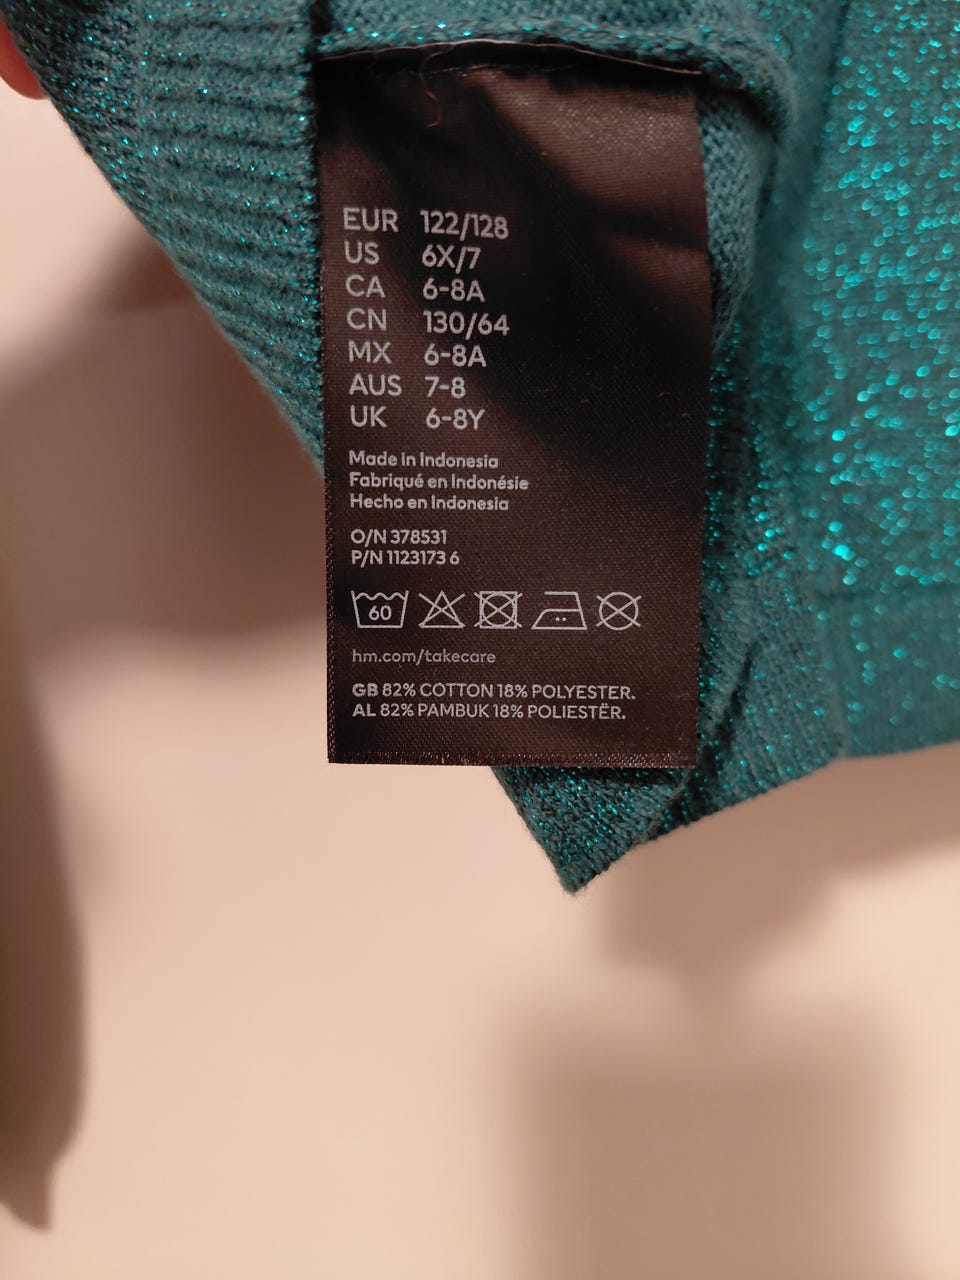 EUR 122/128
US 6X/7
CA 6-8A
CN 130/64
MX 6-8A
AUS 7-8
UK 6-8Y
Made in Indonesia
Fabriqué en Indonésie
Hecho en Indonesia
O/N 378531
P/N 1123173 6
60
hm.com/takecare
GB 82% COTTON 18% POLYESTER.
AL 82% PAMBUK 18% POLIESTËR.